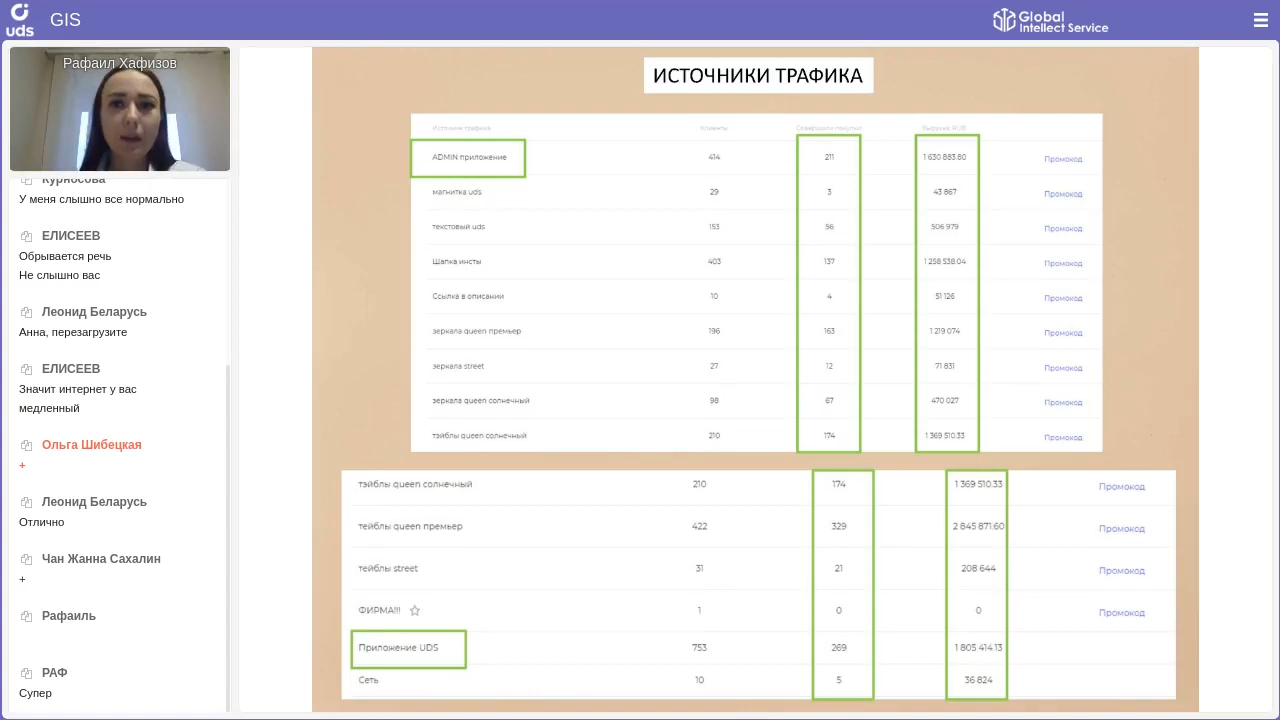 uds
GIS
Global
Intellect Service
Рафаил Хафизов
Курносова
У меня слышно все нормально
ЕЛИСЕЕВ
Обрывается речь
Не слышно вас
Леонид Беларусь
Анна, перезагрузите
ЕЛИСЕЕВ
Значит интернет у вас
медленный
Ольга Шибецкая
+
Леонид Беларусь
Отлично
Чан Жанна Сахалин
+
Рафаиль
РАФ
Супер
ИСТОЧНИКИ ТРАФИКА
Источник трафика Клиенты Совершили покупки Выручка, RUB
ADMIN приложение 414 211 1 630 883.80 Промокод
магнитка uds 29 3 43 867 Промокод
текстовый uds 153 56 506 979 Промокод
Шапка инсты 403 137 1 258 538.04 Промокод
Ссылка в описании 10 4 51 126 Промокод
зеркала queen премьер 196 163 1 219 074 Промокод
зеркала street 27 12 71 831 Промокод
зеркала queen солнечный 98 67 470 027 Промокод
тэйблы queen солнечный 210 174 1 369 510.33 Промокод
тэйблы queen солнечный 210 174 1 369 510.33 Промокод
тейблы queen премьер 422 329 2 845 871.60 Промокод
тейблы street 31 21 208 644 Промокод
ФИРМА!!! 1 0 0 Промокод
Приложение UDS 753 269 1 805 414.13
Сеть 10 5 36 824